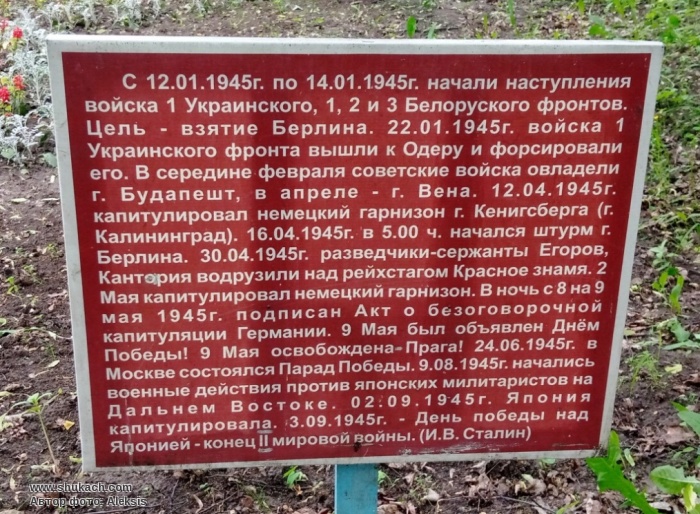 С 12.01.1945г. по 14.01.1945г. начали наступления
войска 1 Украинского, 1, 2 и 3 Белоруского фронтов.
Цель - взятие Берлина. 22.01.1945г. войска 1
Украинского фронта вышли к Одеру и форсировали
его. В середине февраля советские войска овладели
г. Будапешт, в апреле - г. Вена. 12.04.1945г.
капитулировал немецкий гарнизон г. Кенигсберга (г.
Калининград). 16.04.1945г. в 5.00 ч. начался штурм г.
Берлина. 30.04.1945г. разведчики-сержанты Егоров,
Кантария водрузили над рейхстагом Красное знамя. 2
Мая капитулировал немецкий гарнизон. В ночь с 8 на 9
мая 1945г. подписан Акт о безоговорочной
капитуляции Германии. 9 Мая был объявлен Днём
Победы! 9 Мая освобождена Прага! 24.06.1945г. в
Москве состоялся Парад Победы. 9.08.1945г. начались
военные действия против японских милитаристов на
Дальнем Востоке. 02.09.1945г. Япония
капитулировала. 3.09.1945г. - День победы над
Японией - конец II мировой войны. (И.В. Сталин)
www.shukach.com
Автор фото: Aleksis